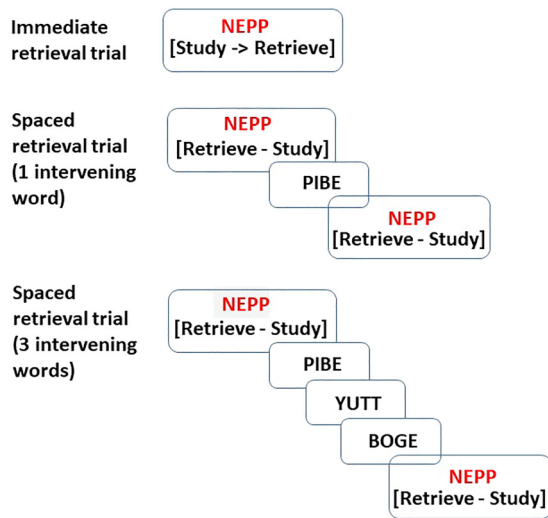 Immediate
retrieval trial
NEPP
[Study -> Retrieve]
Spaced
retrieval trial
(1 intervening
word)
NEPP
[Retrieve - Study]
PIBE
NEPP
[Retrieve - Study]
Spaced
retrieval trial
(3 intervening
words)
NEPP
[Retrieve - Study]
PIBE
YUTT
BOGE
NEPP
[Retrieve - Study]